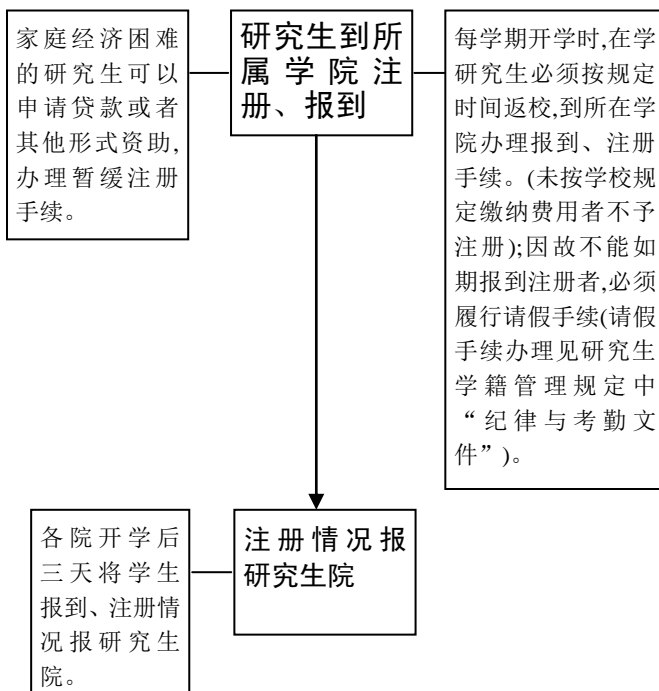 家庭经济困难
的研究生可以
申请贷款或者
其他形式资助,
办理暂缓注册
手续。
研究生到所
属学院注
册、报到
每学期开学时,在学
研究生必须按规定
时间返校,到所在学
院办理报到、注册
手续。(未按学校规
定缴纳费用者不予
注册);因故不能如
期报到注册者,必须
履行请假手续(请假
手续办理见研究生
学籍管理规定中
“纪律与考勤文
件”)。
各院开学后
三天将学生
报到、注册情
况报研究生
院。
注册情况报
研究生院